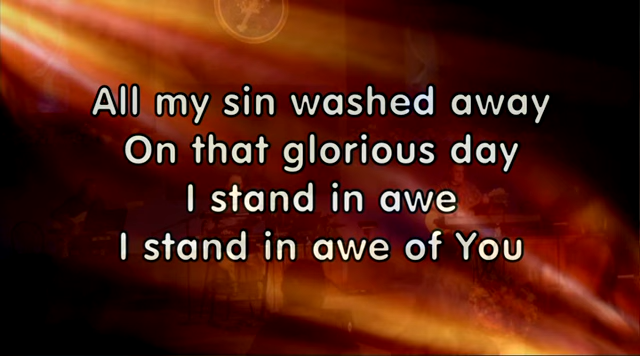 All my sin washed away
On that glorious day
I stand in awe
I stand in awe of You